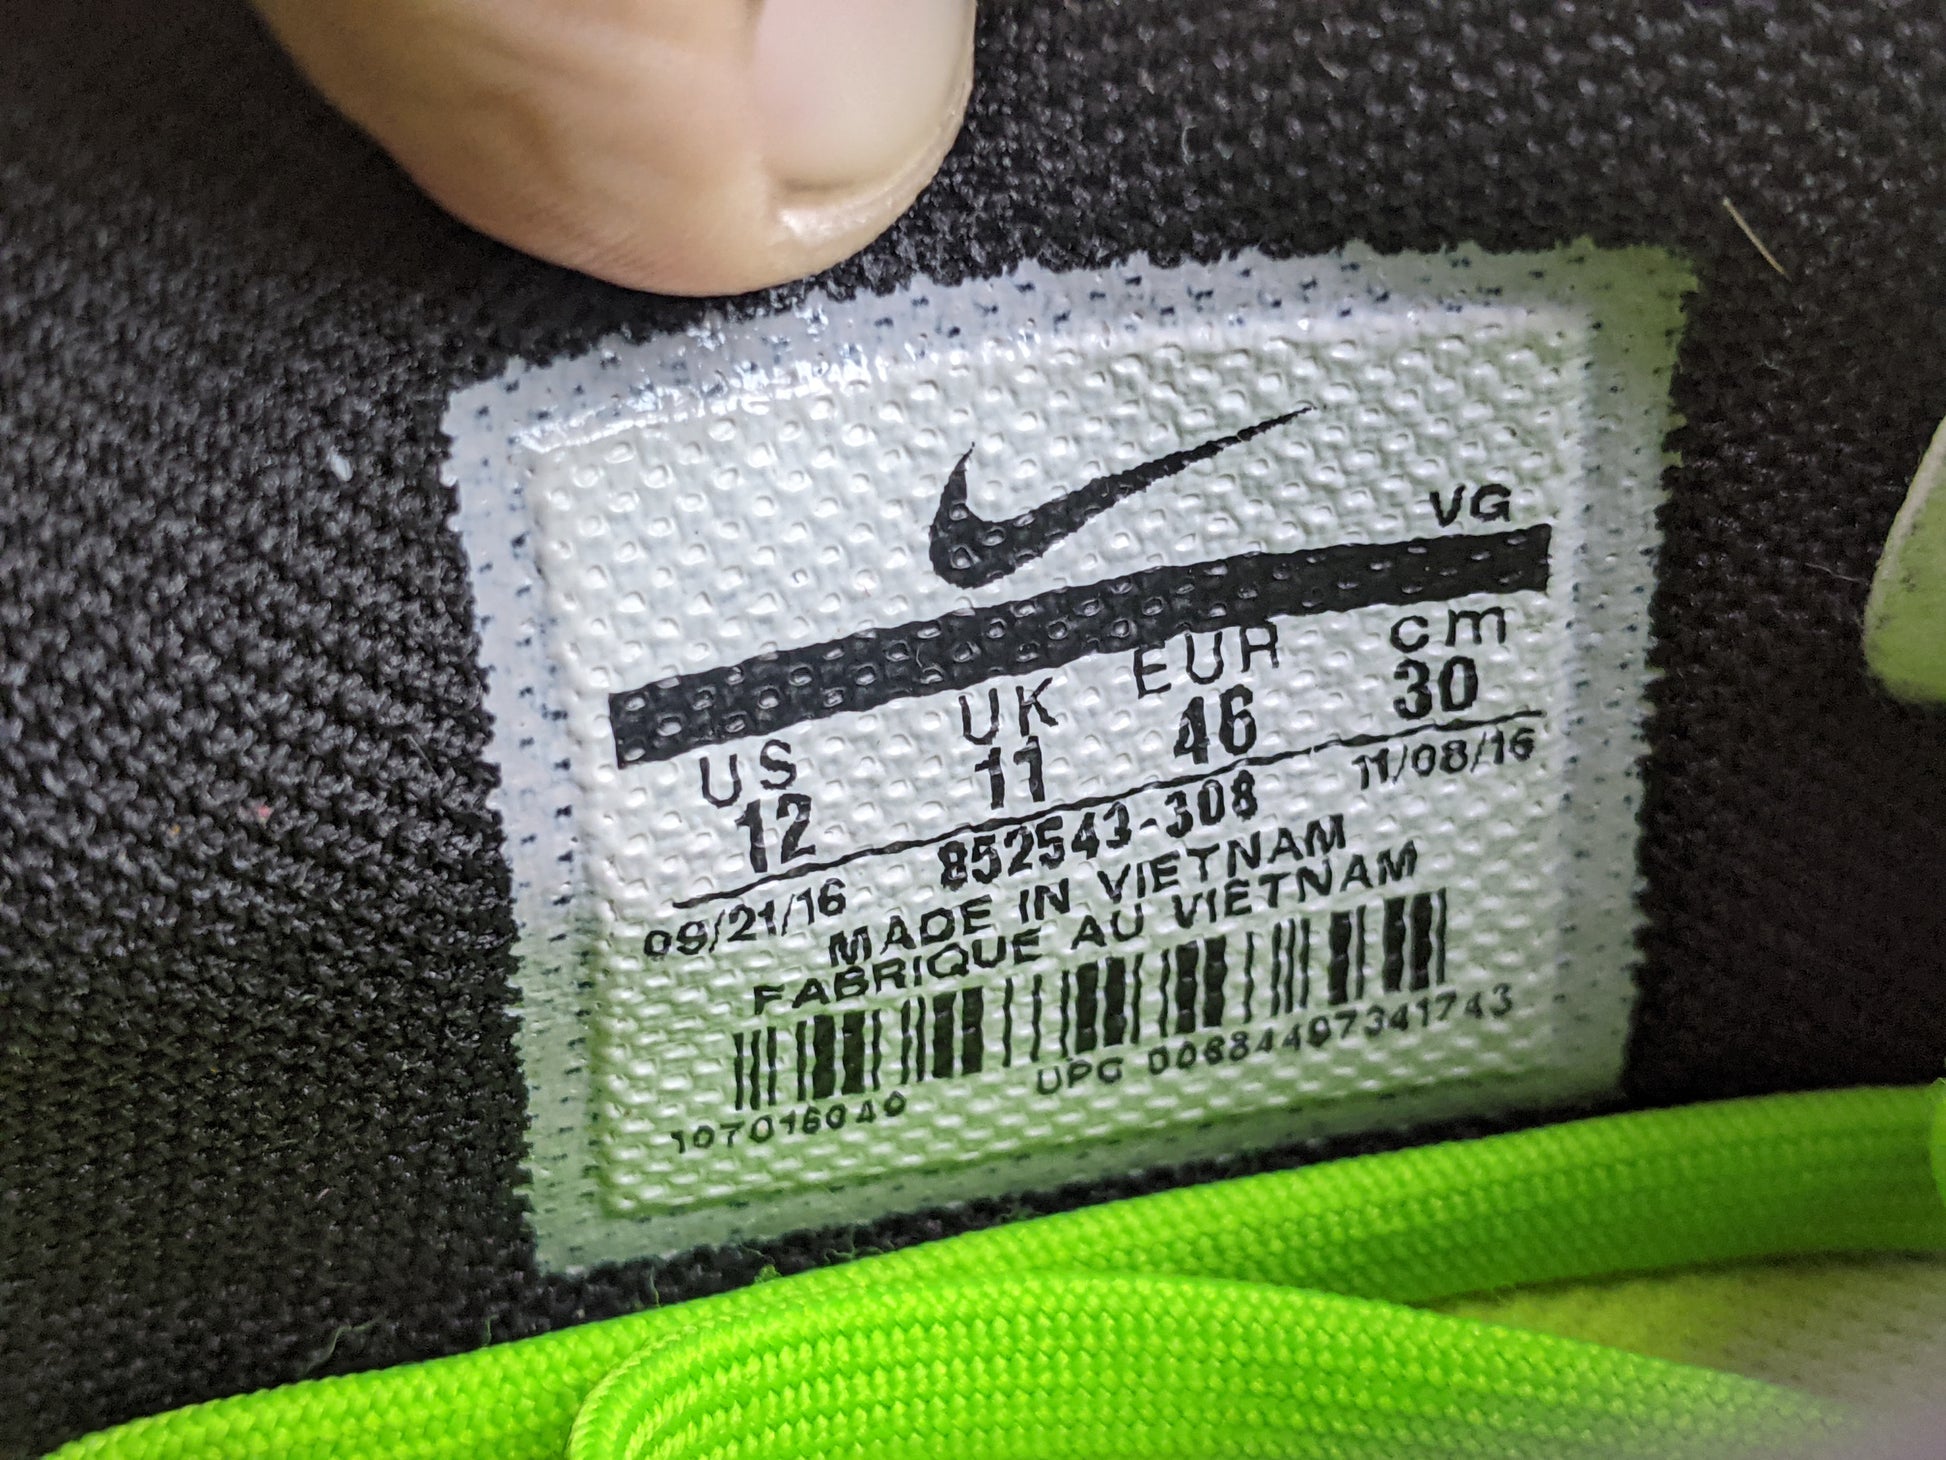 VG
US UK EUR cm
12 11 46 30
09/21/16 852543-308 11/08/16
MADE IN VIETNAM
FABRIQUE AU VIETNAM
107016040 UPC 00684497341743